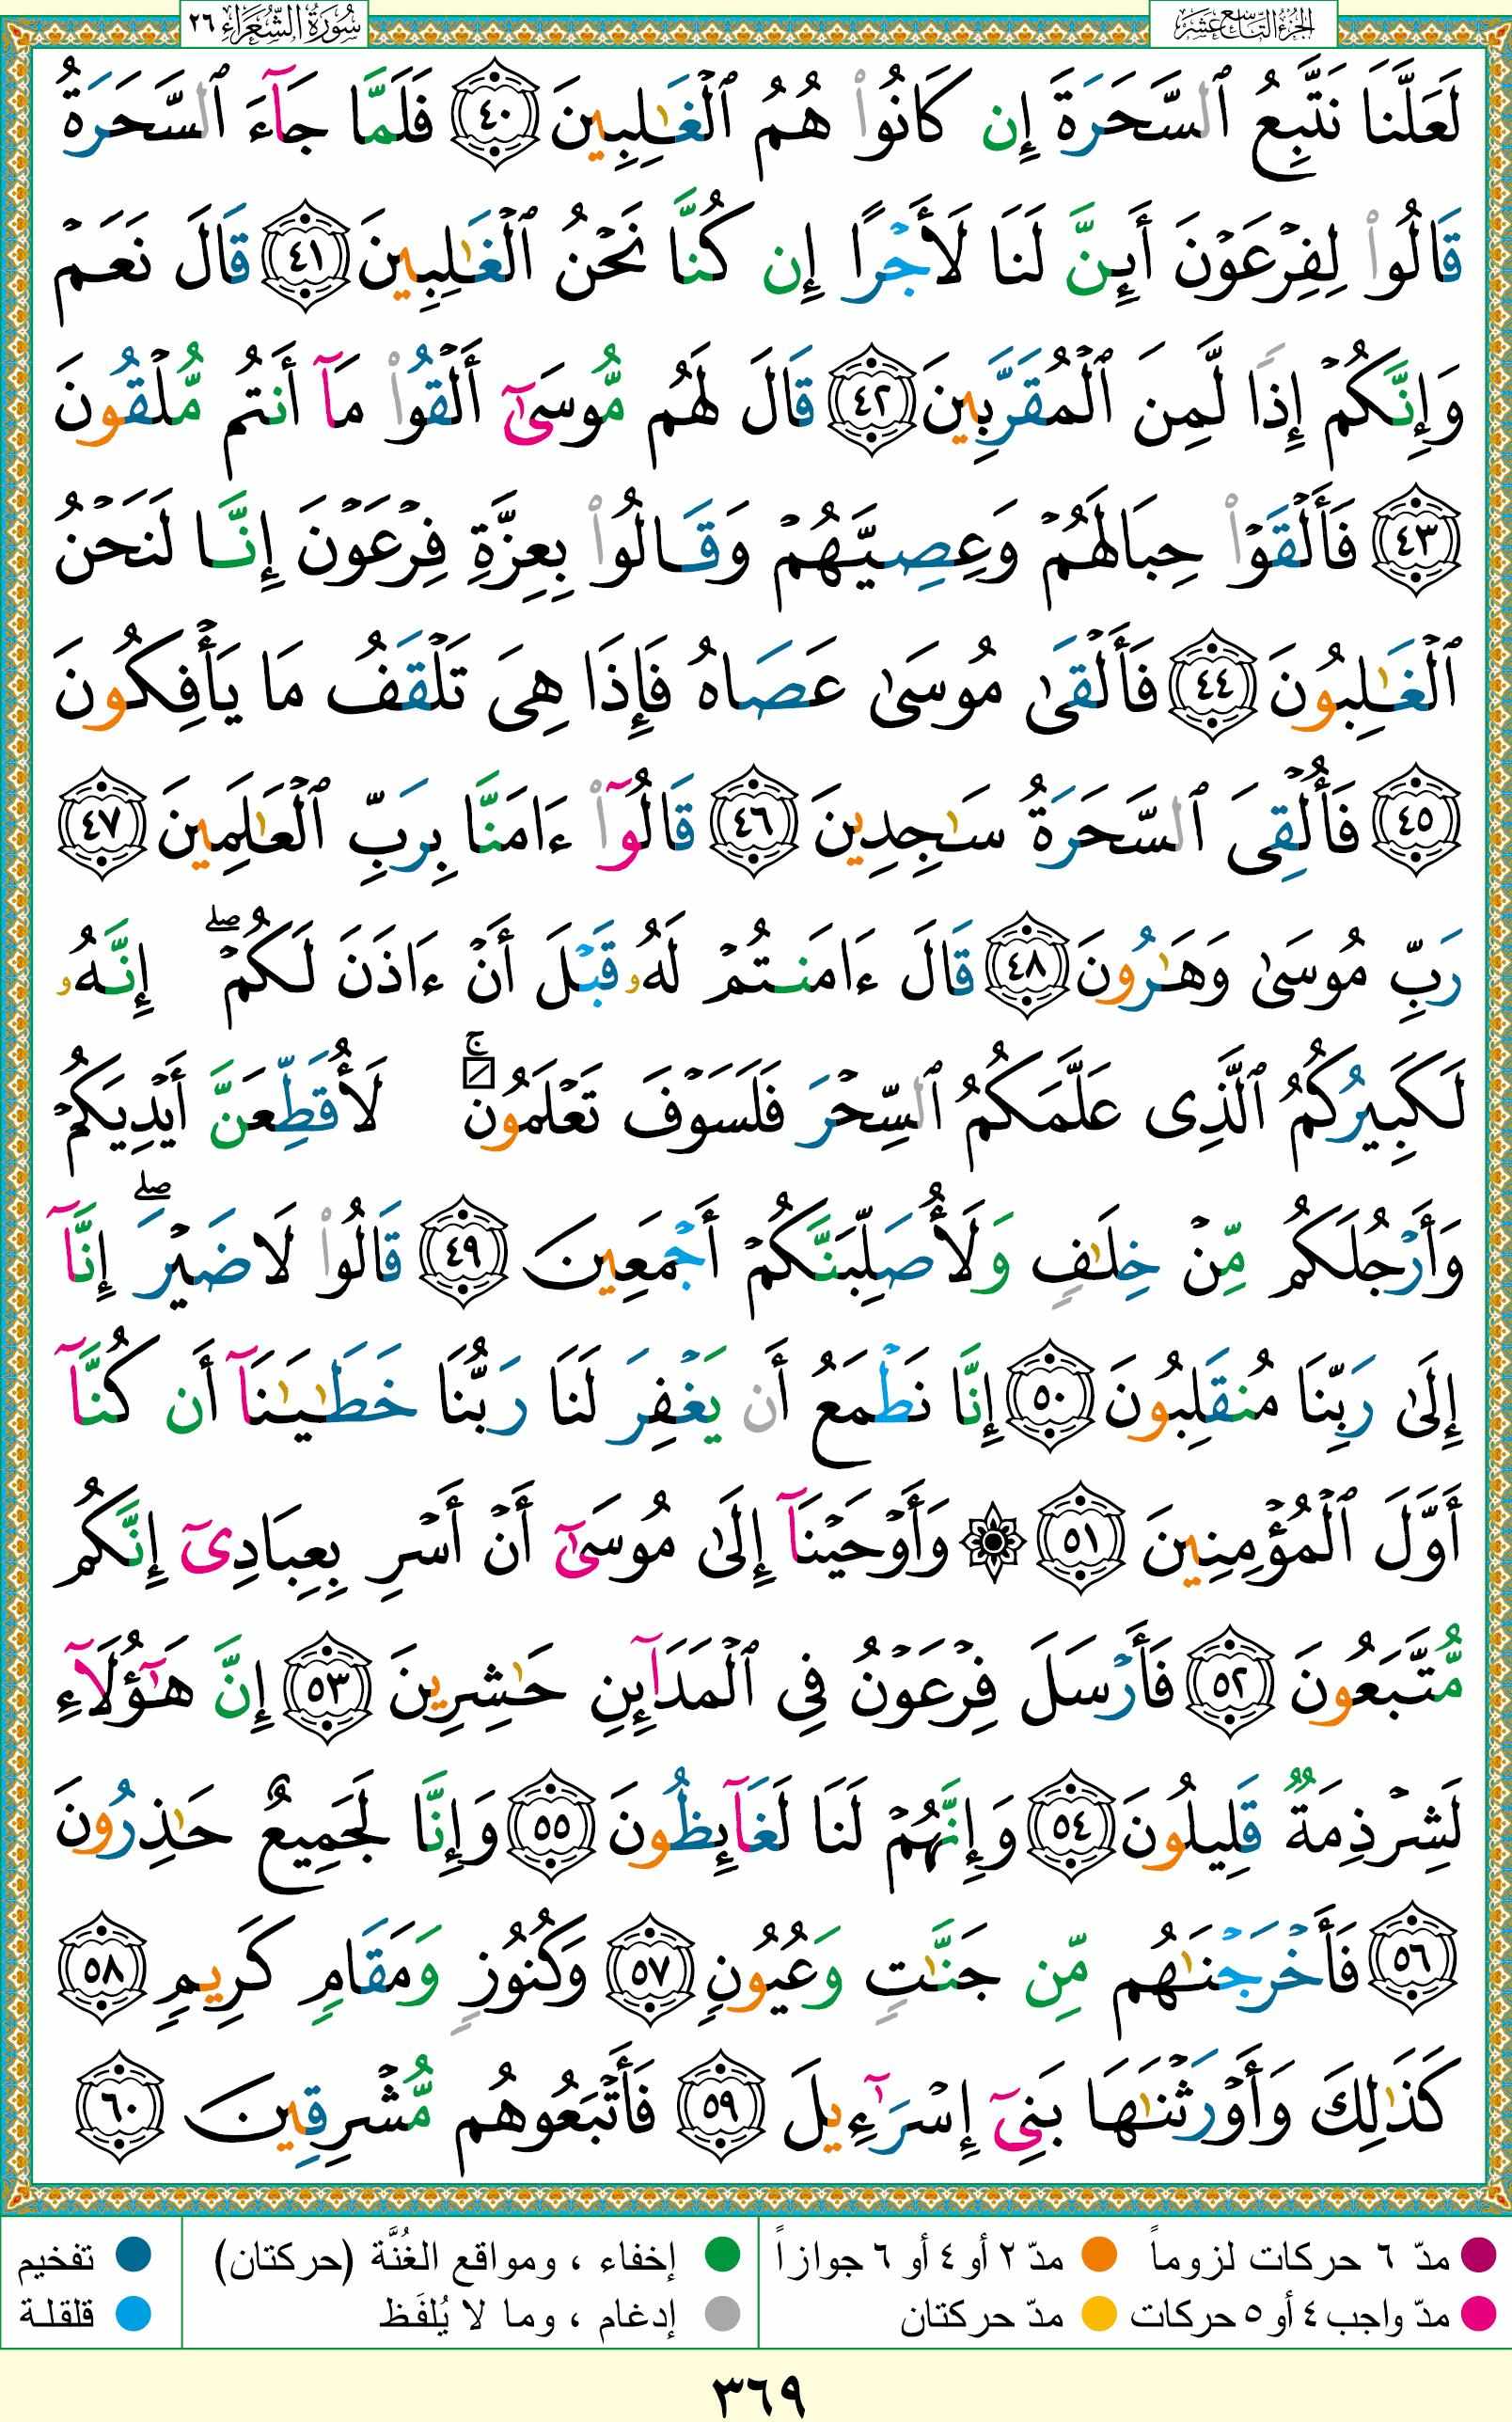 الجزء التاسع عشر
سورة الشعراء ٢٦
لَعَلَّنَا نَتَّبِعُ ٱلسَّحَرَةَ إِن كَانُوا۟ هُمُ ٱلْغَـٰلِبِينَ ٤٠ فَلَمَّا جَآءَ ٱلسَّحَرَةُ
قَالُوا۟ لِفِرْعَوْنَ أَئِنَّ لَنَا لَأَجْرًا إِن كُنَّا نَحْنُ ٱلْغَـٰلِبِينَ ٤١ قَالَ نَعَمْ
وَإِنَّكُمْ إِذًا لَّمِنَ ٱلْمُقَرَّبِينَ ٤٢ قَالَ لَهُم مُّوسَىٰٓ أَلْقُوا۟ مَآ أَنتُم مُّلْقُونَ
٤٣ فَأَلْقَوْا۟ حِبَالَهُمْ وَعِصِيَّهُمْ وَقَالُوا۟ بِعِزَّةِ فِرْعَوْنَ إِنَّا لَنَحْنُ
ٱلْغَـٰلِبُونَ ٤٤ فَأَلْقَىٰ مُوسَىٰ عَصَاهُ فَإِذَا هِىَ تَلْقَفُ مَا يَأْفِكُونَ
٤٥ فَأُلْقِىَ ٱلسَّحَرَةُ سَـٰجِدِينَ ٤٦ قَالُوٓا۟ ءَامَنَّا بِرَبِّ ٱلْعَـٰلَمِينَ ٤٧
رَبِّ مُوسَىٰ وَهَـٰرُونَ ٤٨ قَالَ ءَامَنتُمْ لَهُۥ قَبْلَ أَنْ ءَاذَنَ لَكُمْ ۖ إِنَّهُۥ
لَكَبِيرُكُمُ ٱلَّذِى عَلَّمَكُمُ ٱلسِّحْرَ فَلَسَوْفَ تَعْلَمُونَ ۚ لَأُقَطِّعَنَّ أَيْدِيَكُمْ
وَأَرْجُلَكُم مِّنْ خِلَـٰفٍ وَلَأُصَلِّبَنَّكُمْ أَجْمَعِينَ ٤٩ قَالُوا۟ لَا ضَيْرَ ۖ إِنَّآ
إِلَىٰ رَبِّنَا مُنقَلِبُونَ ٥٠ إِنَّا نَطْمَعُ أَن يَغْفِرَ لَنَا رَبُّنَا خَطَـٰيَـٰنَآ أَن كُنَّآ
أَوَّلَ ٱلْمُؤْمِنِينَ ٥١ ۞ وَأَوْحَيْنَآ إِلَىٰ مُوسَىٰٓ أَنْ أَسْرِ بِعِبَادِىٓ إِنَّكُم
مُّتَّبَعُونَ ٥٢ فَأَرْسَلَ فِرْعَوْنُ فِى ٱلْمَدَآئِنِ حَـٰشِرِينَ ٥٣ إِنَّ هَـٰٓؤُلَآءِ
لَشِرْذِمَةٌ قَلِيلُونَ ٥٤ وَإِنَّهُمْ لَنَا لَغَآئِظُونَ ٥٥ وَإِنَّا لَجَمِيعٌ حَـٰذِرُونَ
٥٦ فَأَخْرَجْنَـٰهُم مِّن جَنَّـٰتٍ وَعُيُونٍ ٥٧ وَكُنُوزٍ وَمَقَامٍ كَرِيمٍ ٥٨
كَذَٰلِكَ وَأَوْرَثْنَـٰهَا بَنِىٓ إِسْرَٰٓءِيلَ ٥٩ فَأَتْبَعُوهُم مُّشْرِقِينَ ٦٠
مدّ ٦ حركات لزوماً مدّ ٢ أو ٤ أو ٦ جوازاً إخفاء ، ومواقع الغُنَّة (حركتان) تفخيم
مدّ واجب ٤ أو ٥ حركات مدّ حركتان إدغام ، وما لا يُلفَظ قلقلة
٣٦٩